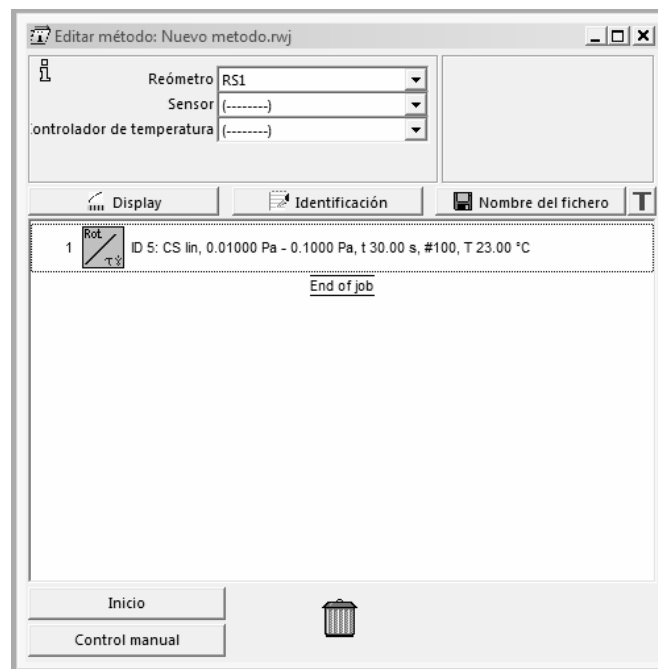 Editar método: Nuevo metodo.rwj
Reómetro RS1
Sensor (--------)
ontrolador de temperatura (--------)
Display Identificación Nombre del fichero T
1 Rot τ γ̇ ID 5: CS lin, 0.01000 Pa - 0.1000 Pa, t 30.00 s, #100, T 23.00 °C
End of job
Inicio
Control manual